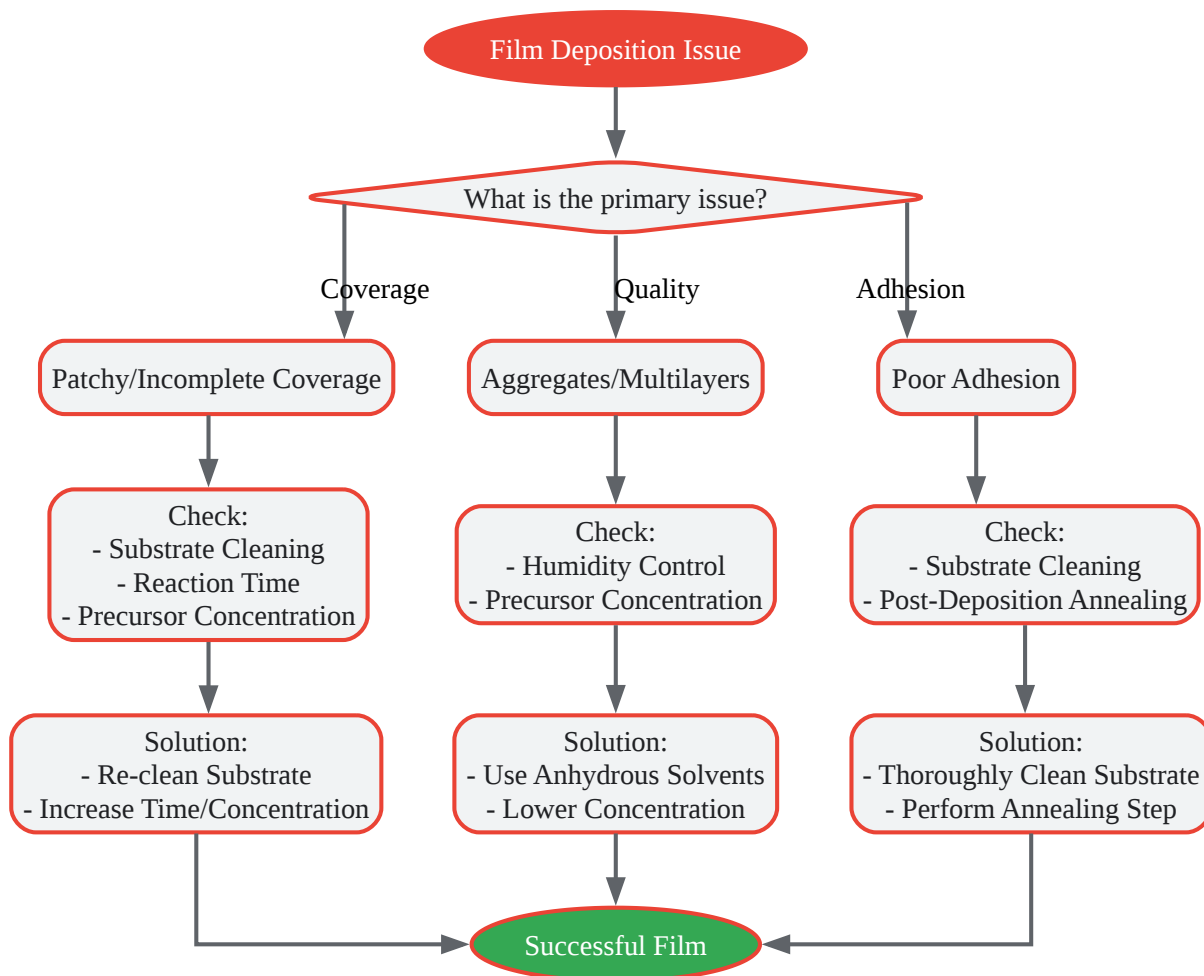 Film Deposition Issue
What is the primary issue?
Coverage
Quality
Adhesion
Patchy/Incomplete Coverage
Aggregates/Multilayers
Poor Adhesion
Check:
- Substrate Cleaning
- Reaction Time
- Precursor Concentration
Check:
- Humidity Control
- Precursor Concentration
Check:
- Substrate Cleaning
- Post-Deposition Annealing
Solution:
- Re-clean Substrate
- Increase Time/Concentration
Solution:
- Use Anhydrous Solvents
- Lower Concentration
Solution:
- Thoroughly Clean Substrate
- Perform Annealing Step
Successful Film